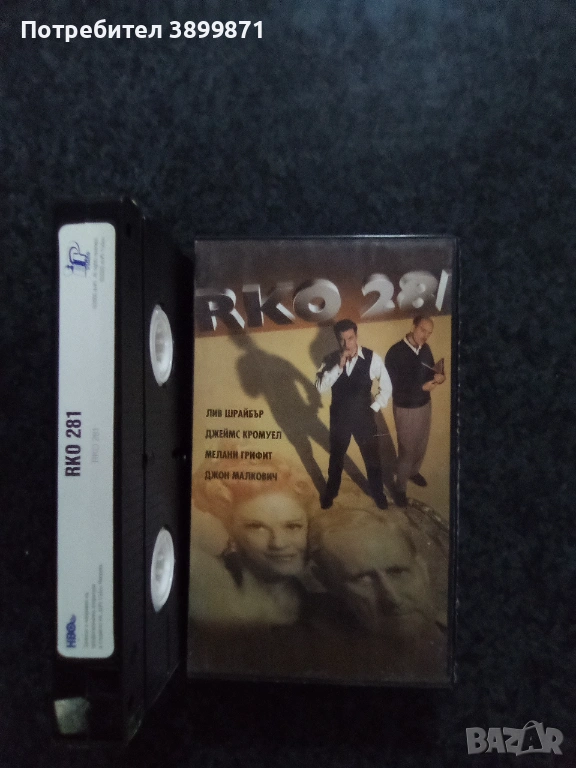 Потребител 3899871
RKO 281
ЛИВ ШРАЙБЪР
ДЖЕЙМС КРОМУЕЛ
МЕЛАНИ ГРИФИТ
ДЖОН МАЛКОВИЧ
RKO 281
RKO 281
HBO
BAZAR